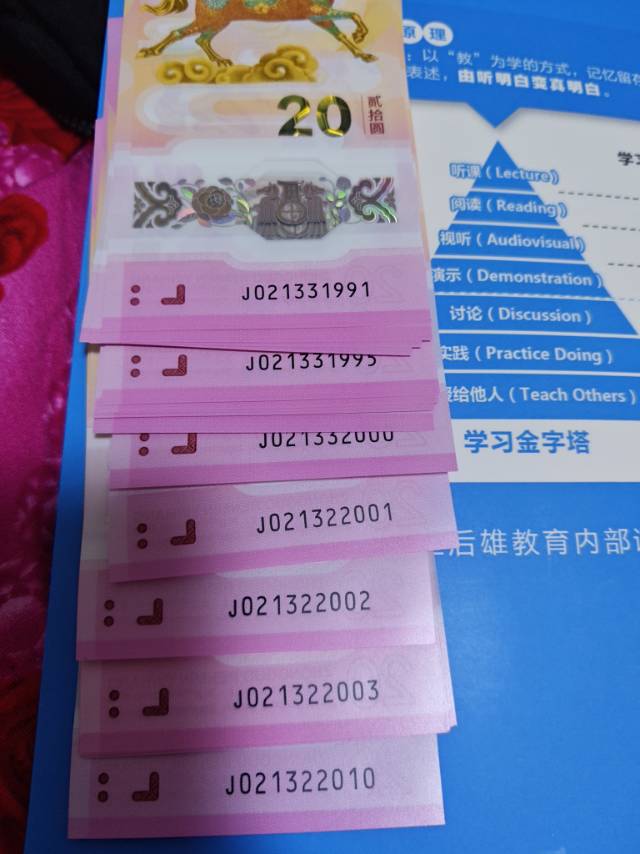 20
贰拾圆
J021331991
J021331995
J021332000
J021322001
J021322002
J021322003
J021322010
原理
：以“教”为学的方式，记忆留存
表述，由听明白变真明白。
听课（Lecture）
阅读（Reading）
视听（Audiovisual）
演示（Demonstration）
讨论（Discussion）
实践（Practice Doing）
给他人（Teach Others）
学习金字塔
后雄教育内部